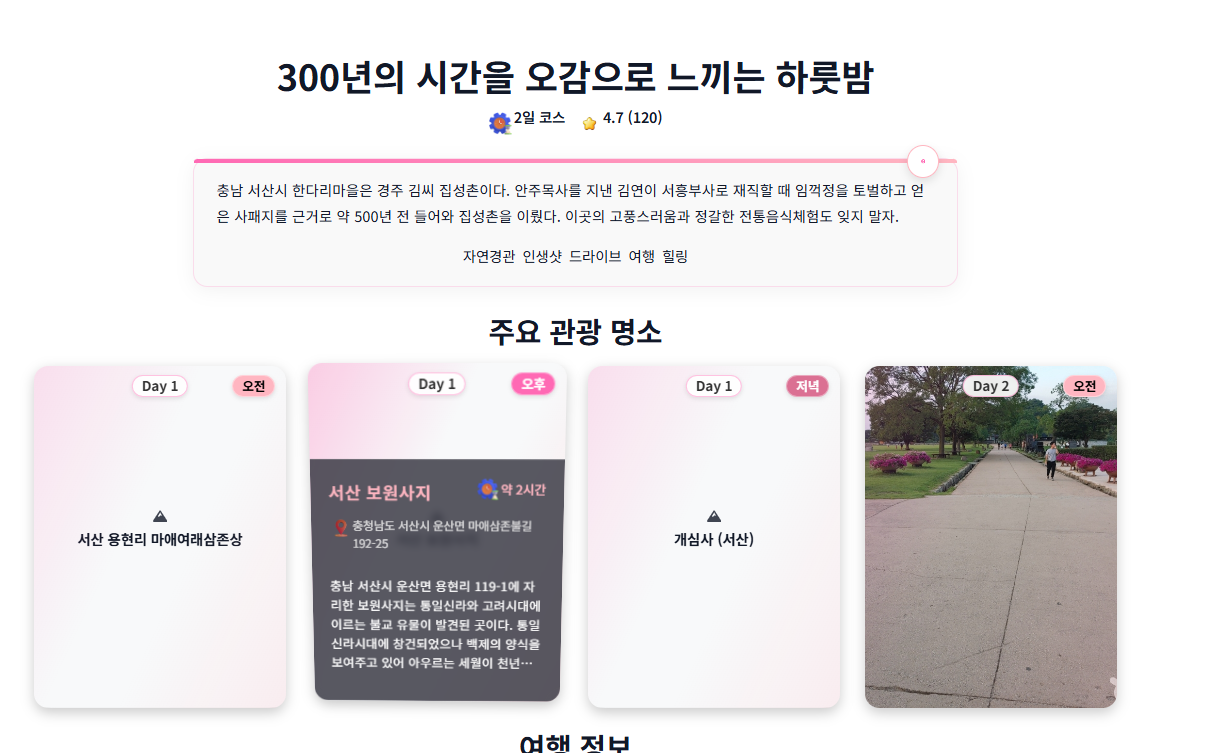 300년의 시간을 오감으로 느끼는 하룻밤
2일 코스 4.7 (120)
충남 서산시 한다리마을은 경주 김씨 집성촌이다. 안주목사를 지낸 김연이 서흥부사로 재직할 때 임꺽정을 토벌하고 얻
은 사패지를 근거로 약 500년 전 들어와 집성촌을 이뤘다. 이곳의 고풍스러움과 정갈한 전통음식체험도 잊지 말자.
자연경관 인생샷 드라이브 여행 힐링
주요 관광 명소
Day 1 오전
서산 용현리 마애여래삼존상
Day 1 오후
서산 보원사지 약 2시간
충청남도 서산시 운산면 마애삼존불길
192-25
충남 서산시 운산면 용현리 119-1에 자
리한 보원사지는 통일신라와 고려시대에
이르는 불교 유물이 발견된 곳이다. 통일
신라시대에 창건되었으나 백제의 양식을
보여주고 있어 아우르는 세월이 천년…
Day 1 저녁
개심사 (서산)
Day 2 오전
여행 정보